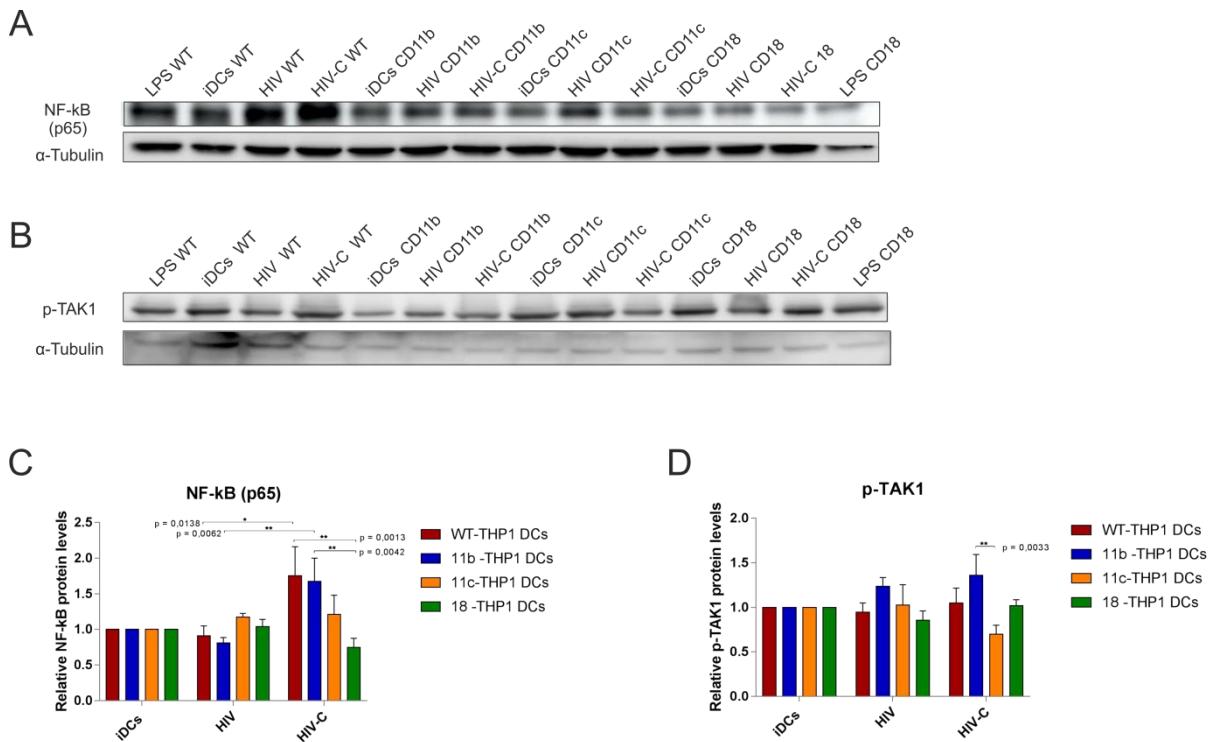 A
LPS WT
iDCs WT
HIV WT
HIV-C WT
iDCs CD11b
HIV CD11b
HIV-C CD11b
iDCs CD11c
HIV CD11c
HIV-C CD11c
iDCs CD18
HIV CD18
HIV-C 18
LPS CD18
NF-kB
(p65)
α-Tubulin
B
LPS WT
iDCs WT
HIV WT
HIV-C WT
iDCs CD11b
HIV CD11b
HIV-C CD11b
iDCs CD11c
HIV CD11c
HIV-C CD11c
iDCs CD18
HIV CD18
HIV-C CD18
LPS CD18
p-TAK1
α-Tubulin
C
NF-kB (p65)
Relative NF-kB protein levels
2.5
2.0
1.5
1.0
0.5
0.0
p = 0,0138
*
p = 0,0062
**
**
p = 0,0013
**
p = 0,0042
iDCs
HIV
HIV-C
WT-THP1 DCs
11b -THP1 DCs
11c-THP1 DCs
18 -THP1 DCs
D
p-TAK1
Relative p-TAK1 protein levels
2.0
1.5
1.0
0.5
0.0
**
p = 0,0033
iDCs
HIV
HIV-C
WT-THP1 DCs
11b -THP1 DCs
11c-THP1 DCs
18 -THP1 DCs